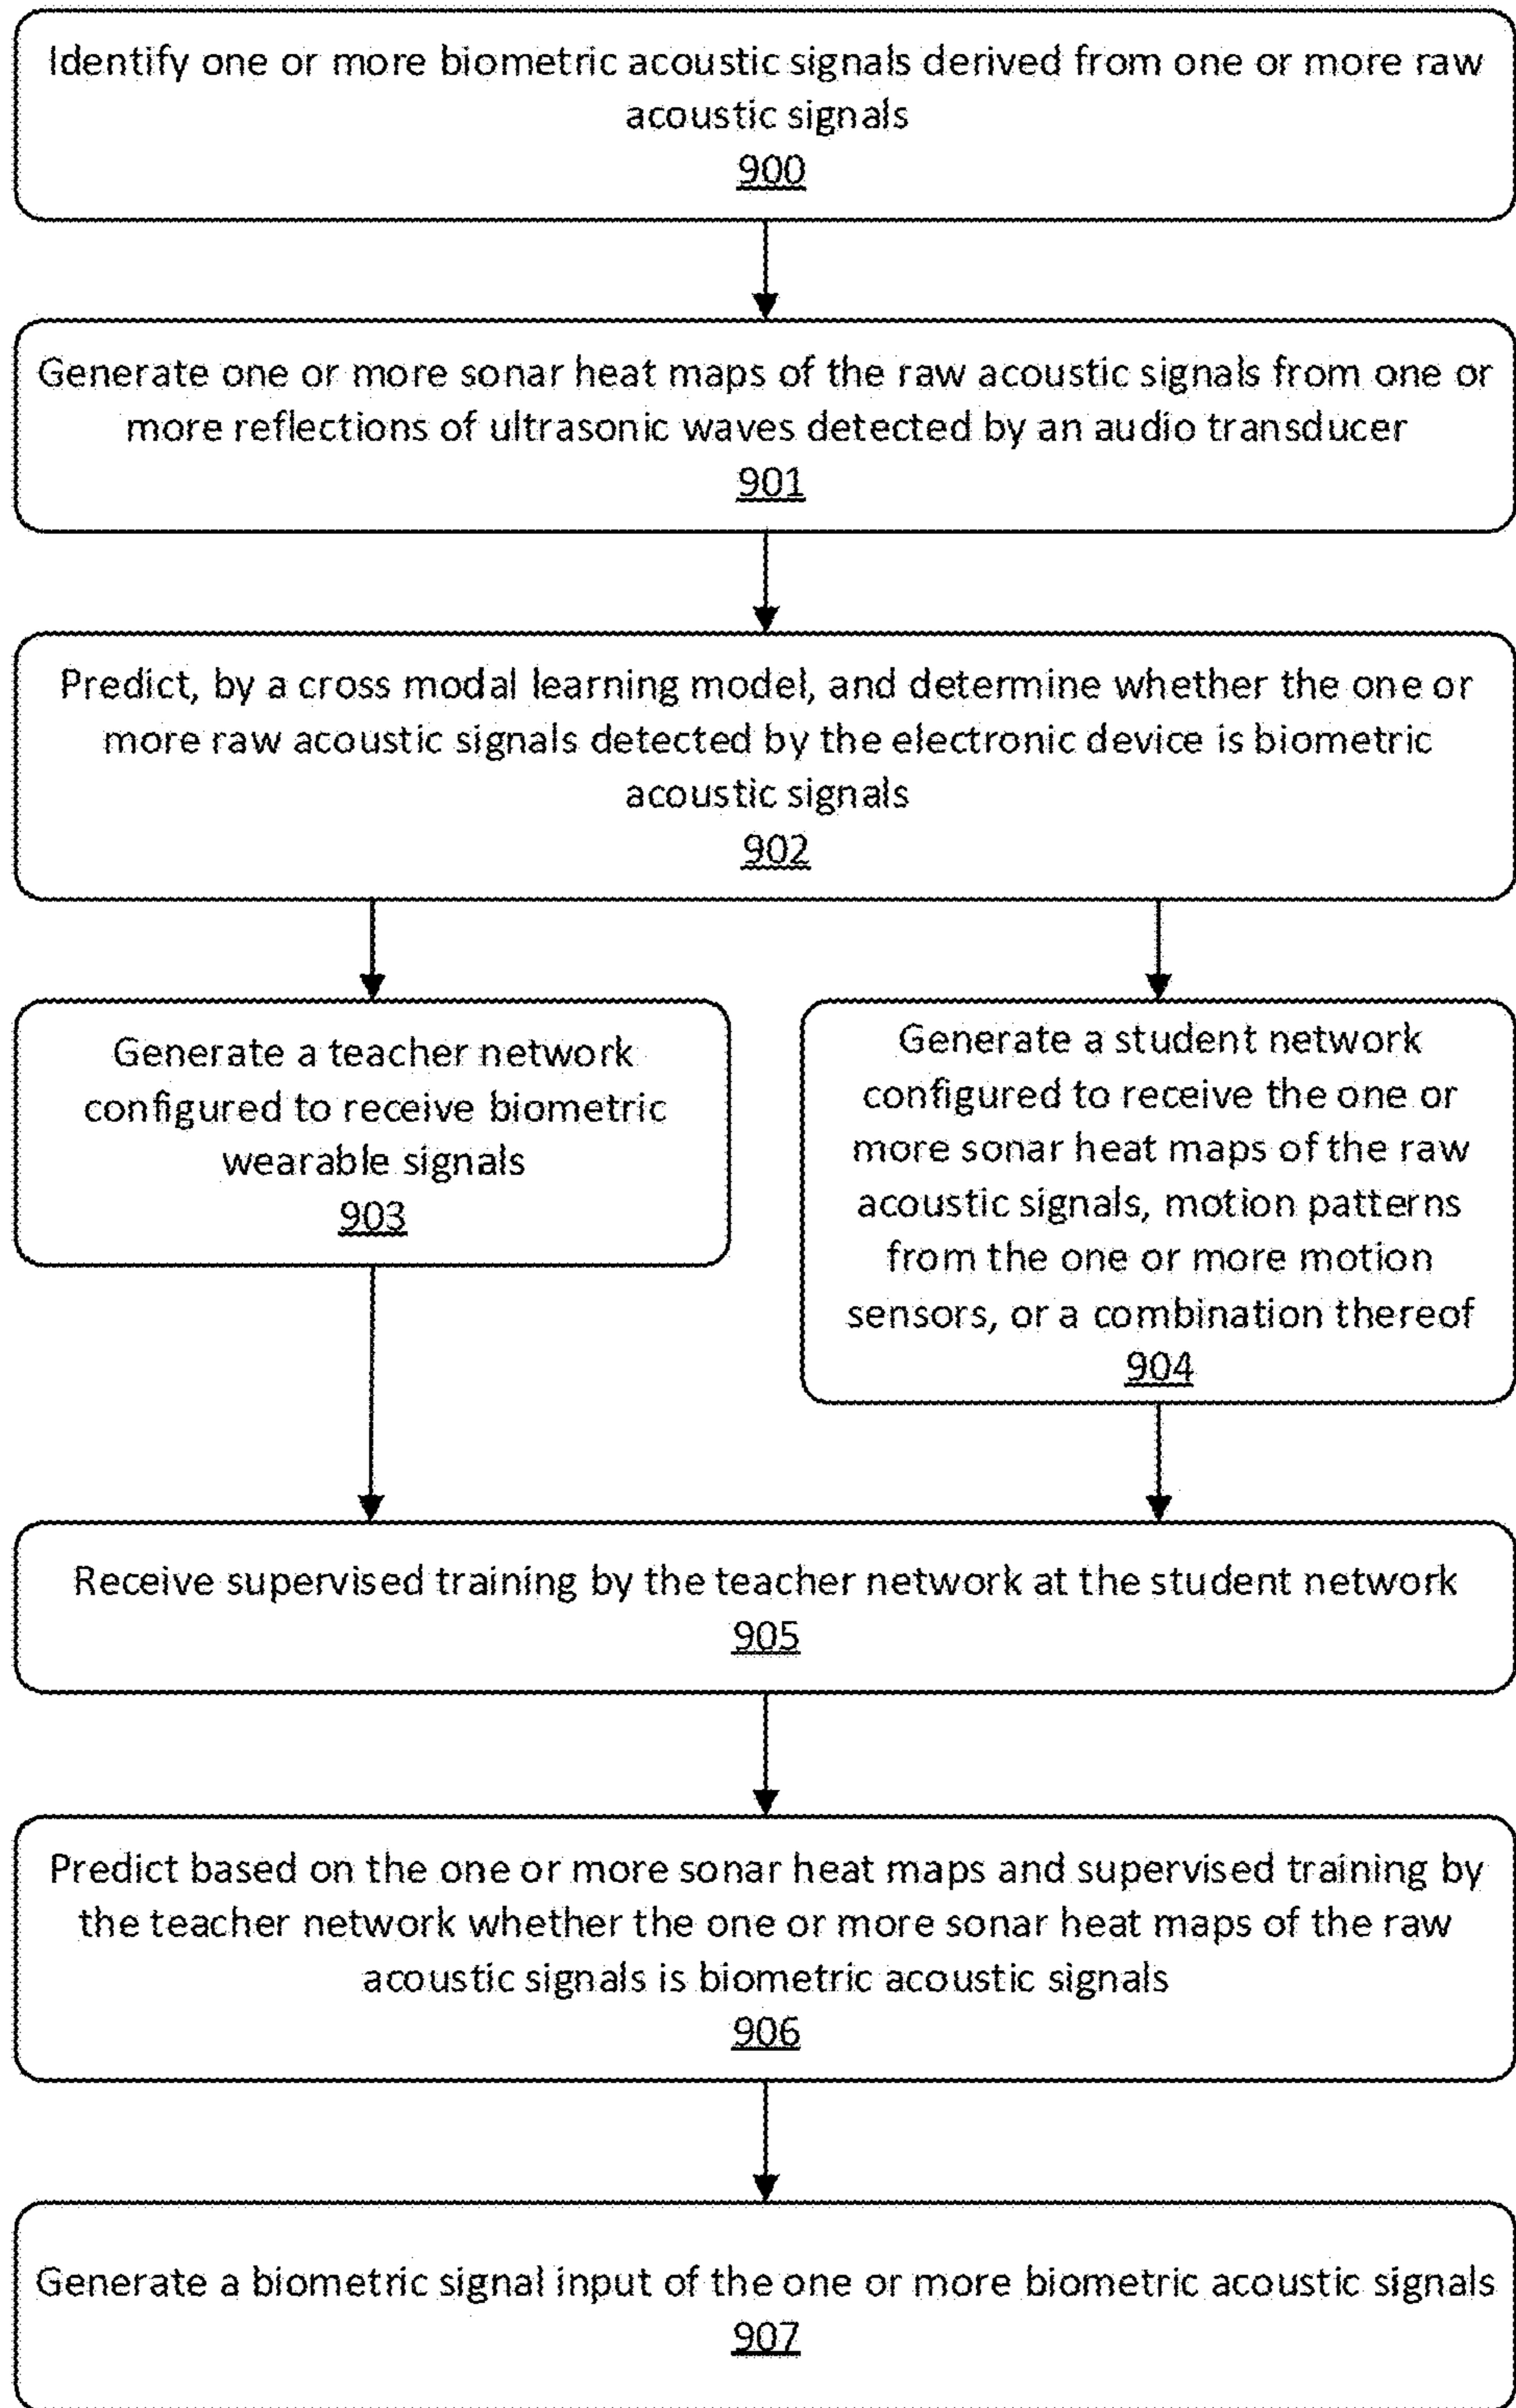 Identify one or more biometric acoustic signals derived from one or more raw
acoustic signals
900
Generate one or more sonar heat maps of the raw acoustic signals from one or
more reflections of ultrasonic waves detected by an audio transducer
901
Predict, by a cross modal learning model, and determine whether the one or
more raw acoustic signals detected by the electronic device is biometric
acoustic signals
902
Generate a teacher network
configured to receive biometric
wearable signals
903
Generate a student network
configured to receive the one or
more sonar heat maps of the raw
acoustic signals, motion patterns
from the one or more motion
sensors, or a combination thereof
904
Receive supervised training by the teacher network at the student network
905
Predict based on the one or more sonar heat maps and supervised training by
the teacher network whether the one or more sonar heat maps of the raw
acoustic signals is biometric acoustic signals
906
Generate a biometric signal input of the one or more biometric acoustic signals
907